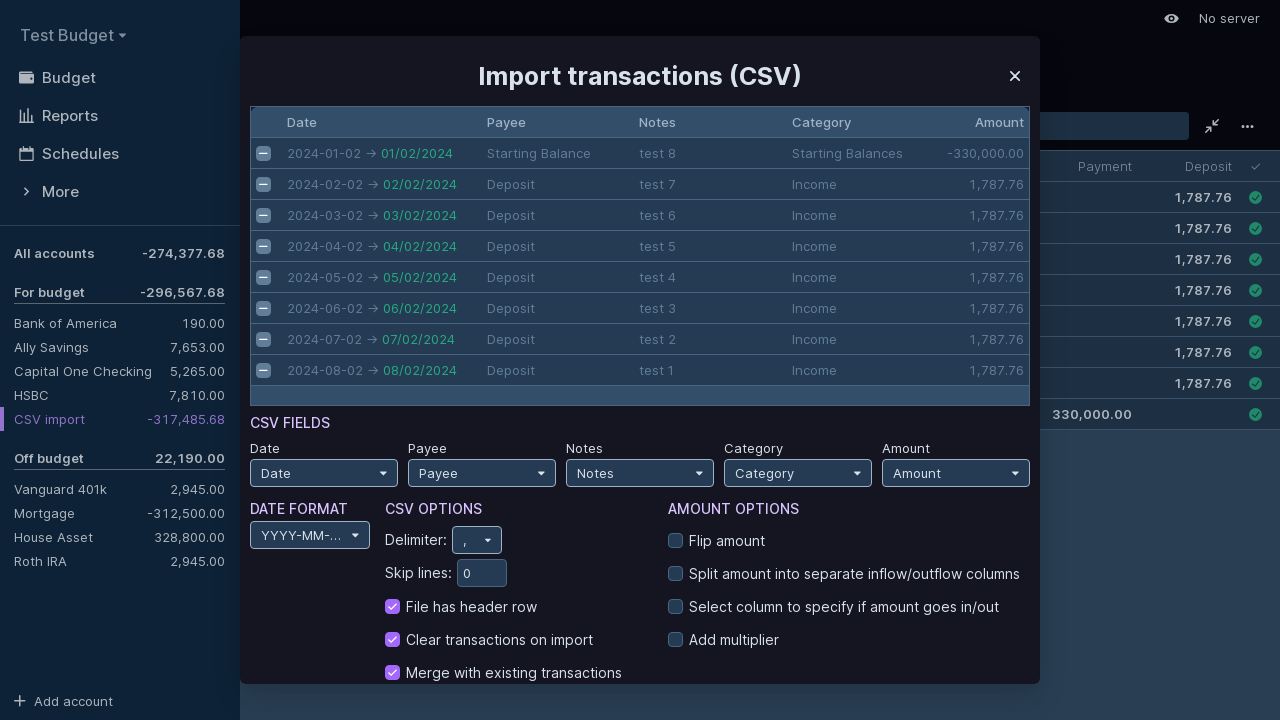 Test Budget
No server
Budget
Reports
Schedules
More
All accounts -274,377.68
For budget -296,567.68
Bank of America 190.00
Ally Savings 7,653.00
Capital One Checking 5,265.00
HSBC 7,810.00
CSV import -317,485.68
Off budget 22,190.00
Vanguard 401k 2,945.00
Mortgage -312,500.00
House Asset 328,800.00
Roth IRA 2,945.00
Add account
Import transactions (CSV)
Date Payee Notes Category Amount
2024-01-02 → 01/02/2024 Starting Balance test 8 Starting Balances -330,000.00
2024-02-02 → 02/02/2024 Deposit test 7 Income 1,787.76
2024-03-02 → 03/02/2024 Deposit test 6 Income 1,787.76
2024-04-02 → 04/02/2024 Deposit test 5 Income 1,787.76
2024-05-02 → 05/02/2024 Deposit test 4 Income 1,787.76
2024-06-02 → 06/02/2024 Deposit test 3 Income 1,787.76
2024-07-02 → 07/02/2024 Deposit test 2 Income 1,787.76
2024-08-02 → 08/02/2024 Deposit test 1 Income 1,787.76
CSV FIELDS
Date Payee Notes Category Amount
Date Payee Notes Category Amount
DATE FORMAT
YYYY-MM-...
CSV OPTIONS
Delimiter: ,
Skip lines: 0
File has header row
Clear transactions on import
Merge with existing transactions
AMOUNT OPTIONS
Flip amount
Split amount into separate inflow/outflow columns
Select column to specify if amount goes in/out
Add multiplier
Payment Deposit
1,787.76
1,787.76
1,787.76
1,787.76
1,787.76
1,787.76
1,787.76
330,000.00